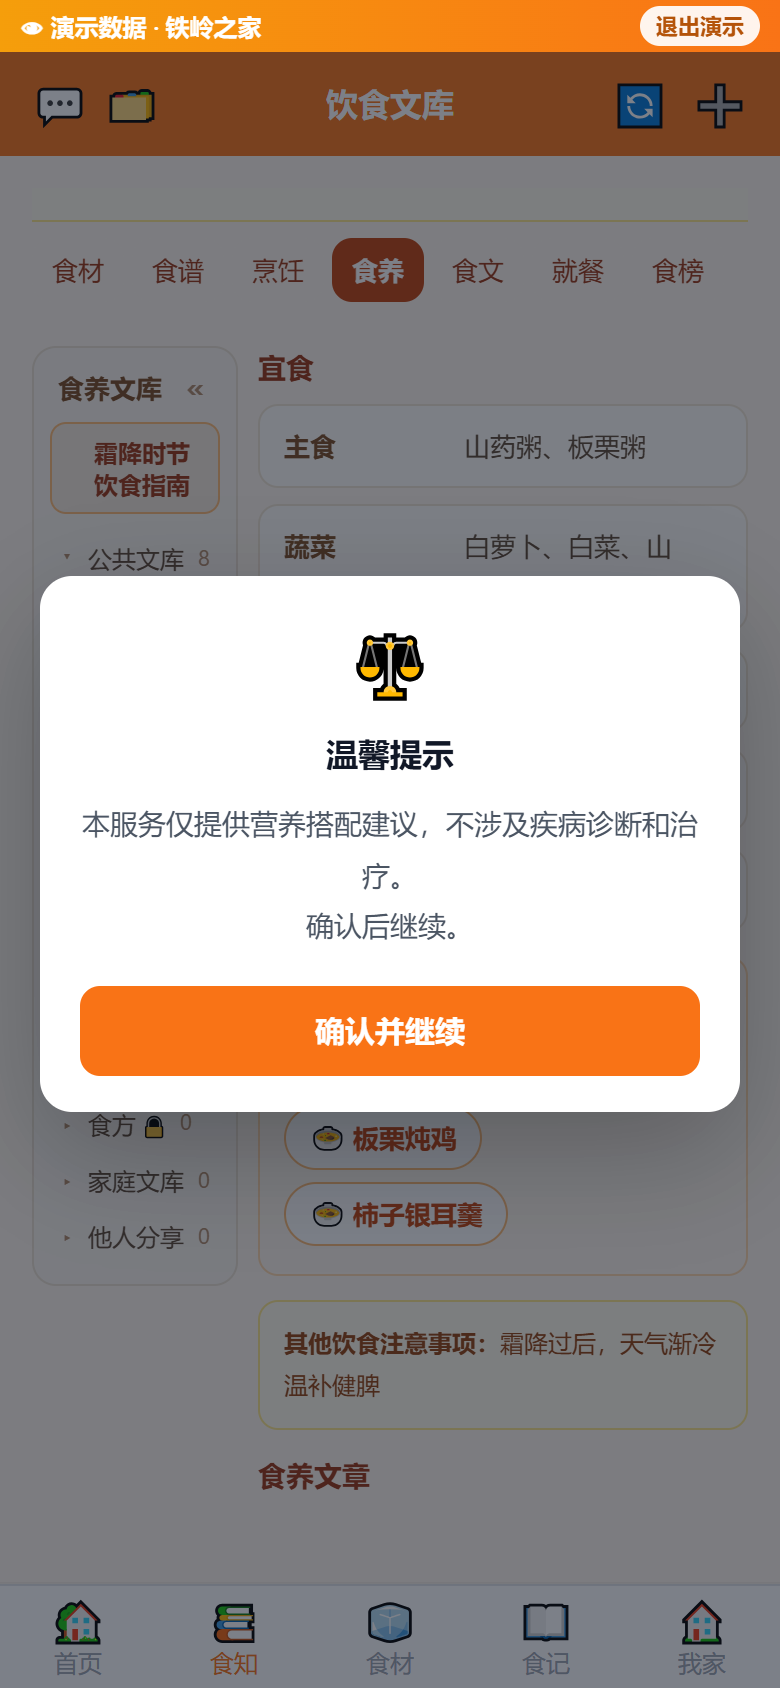 演示数据 · 铁岭之家
退出演示
饮食文库
食材 食谱 烹饪 食养 食文 就餐 食榜
食养文库 «
霜降时节
饮食指南
公共文库 8
宜食
主食 山药粥、板栗粥
蔬菜 白萝卜、白菜、山
温馨提示
本服务仅提供营养搭配建议，不涉及疾病诊断和治
疗。
确认后继续。
确认并继续
食方 0
家庭文库 0
他人分享 0
板栗炖鸡
柿子银耳羹
其他饮食注意事项：霜降过后，天气渐冷
温补健脾
食养文章
首页 食知 食材 食记 我家